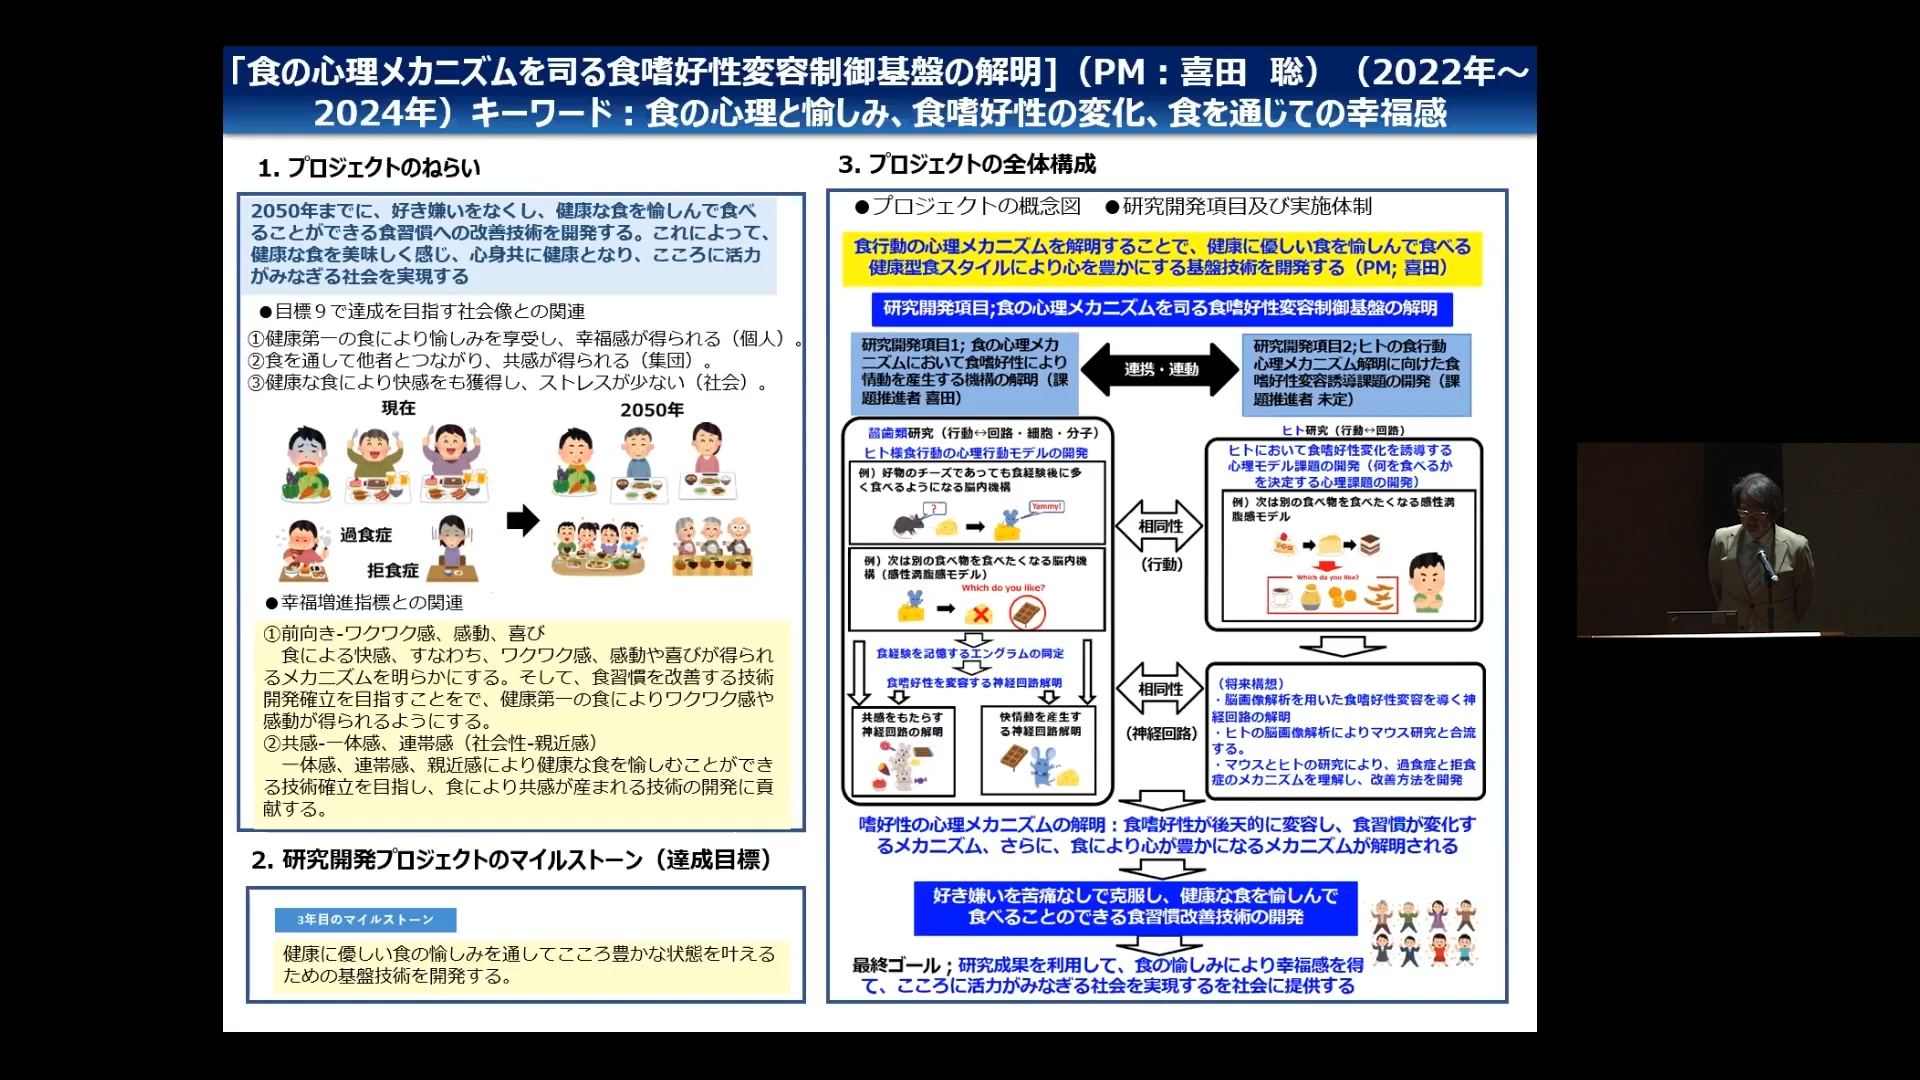 「食の心理メカニズムを司る食嗜好性変容制御基盤の解明］（PM：喜田　聡）（2022年～
2024年）キーワード：食の心理と愉しみ、食嗜好性の変化、食を通じての幸福感
1. プロジェクトのねらい
2050年までに、好き嫌いをなくし、健康な食を愉しんで食べ
ることができる食習慣への改善技術を開発する。これによって、
健康な食を美味しく感じ、心身共に健康となり、こころに活力
がみなぎる社会を実現する
●目標９で達成を目指す社会像との関連
①健康第一の食により愉しみを享受し、幸福感が得られる（個人）。
②食を通して他者とつながり、共感が得られる（集団）。
③健康な食により快感をも獲得し、ストレスが少ない（社会）。
現在
2050年
過食症
拒食症
●幸福増進指標との関連
①前向き-ワクワク感、感動、喜び
　食による快感、すなわち、ワクワク感、感動や喜びが得られ
るメカニズムを明らかにする。そして、食習慣を改善する技術
開発確立を目指すことをで、健康第一の食によりワクワク感や
感動が得られるようにする。
②共感-一体感、連帯感（社会性-親近感）
　一体感、連帯感、親近感により健康な食を愉しむことができ
る技術確立を目指し、食により共感が産まれる技術の開発に貢
献する。
2. 研究開発プロジェクトのマイルストーン（達成目標）
3年目のマイルストーン
健康に優しい食の愉しみを通してこころ豊かな状態を叶える
ための基盤技術を開発する。
3. プロジェクトの全体構成
●プロジェクトの概念図　●研究開発項目及び実施体制
食行動の心理メカニズムを解明することで、健康に優しい食を愉しんで食べる
健康型食スタイルにより心を豊かにする基盤技術を開発する（PM; 喜田）
研究開発項目;食の心理メカニズムを司る食嗜好性変容制御基盤の解明
研究開発項目1; 食の心理メカ
ニズムにおいて食嗜好性により
情動を産生する機構の解明（課
題推進者 喜田）
連携・連動
研究開発項目2;ヒトの食行動
心理メカニズム解明に向けた食
嗜好性変容誘導課題の開発（課
題推進者 未定）
齧歯類研究（行動↔回路・細胞・分子）
ヒト様食行動の心理行動モデルの開発
例）好物のチーズであっても食経験後に多
く食べるようになる脳内機構
?
Yammy!
例）次は別の食べ物を食べたくなる脳内機
構（感性満腹感モデル）
Which do you like?
食経験を記憶するエングラムの同定
食嗜好性を変容する神経回路解明
共感をもたらす
神経回路の解明
快情動を産生す
る神経回路解明
相同性
（行動）
相同性
（神経回路）
ヒト研究（行動↔回路）
ヒトにおいて食嗜好性変化を誘導する
心理モデル課題の開発（何を食べるか
を決定する心理課題の開発）
例）次は別の食べ物を食べたくなる感性満
腹感モデル
Which do you like?
（将来構想）
・脳画像解析を用いた食嗜好性変容を導く神
経回路の解明
・ヒトの脳画像解析によりマウス研究と合流
する。
・マウスとヒトの研究により、過食症と拒食
症のメカニズムを理解し、改善方法を開発
嗜好性の心理メカニズムの解明：食嗜好性が後天的に変容し、食習慣が変化す
るメカニズム、さらに、食により心が豊かになるメカニズムが解明される
好き嫌いを苦痛なしで克服し、健康な食を愉しんで
食べることのできる食習慣改善技術の開発
最終ゴール；研究成果を利用して、食の愉しみにより幸福感を得
て、こころに活力がみなぎる社会を実現するを社会に提供する